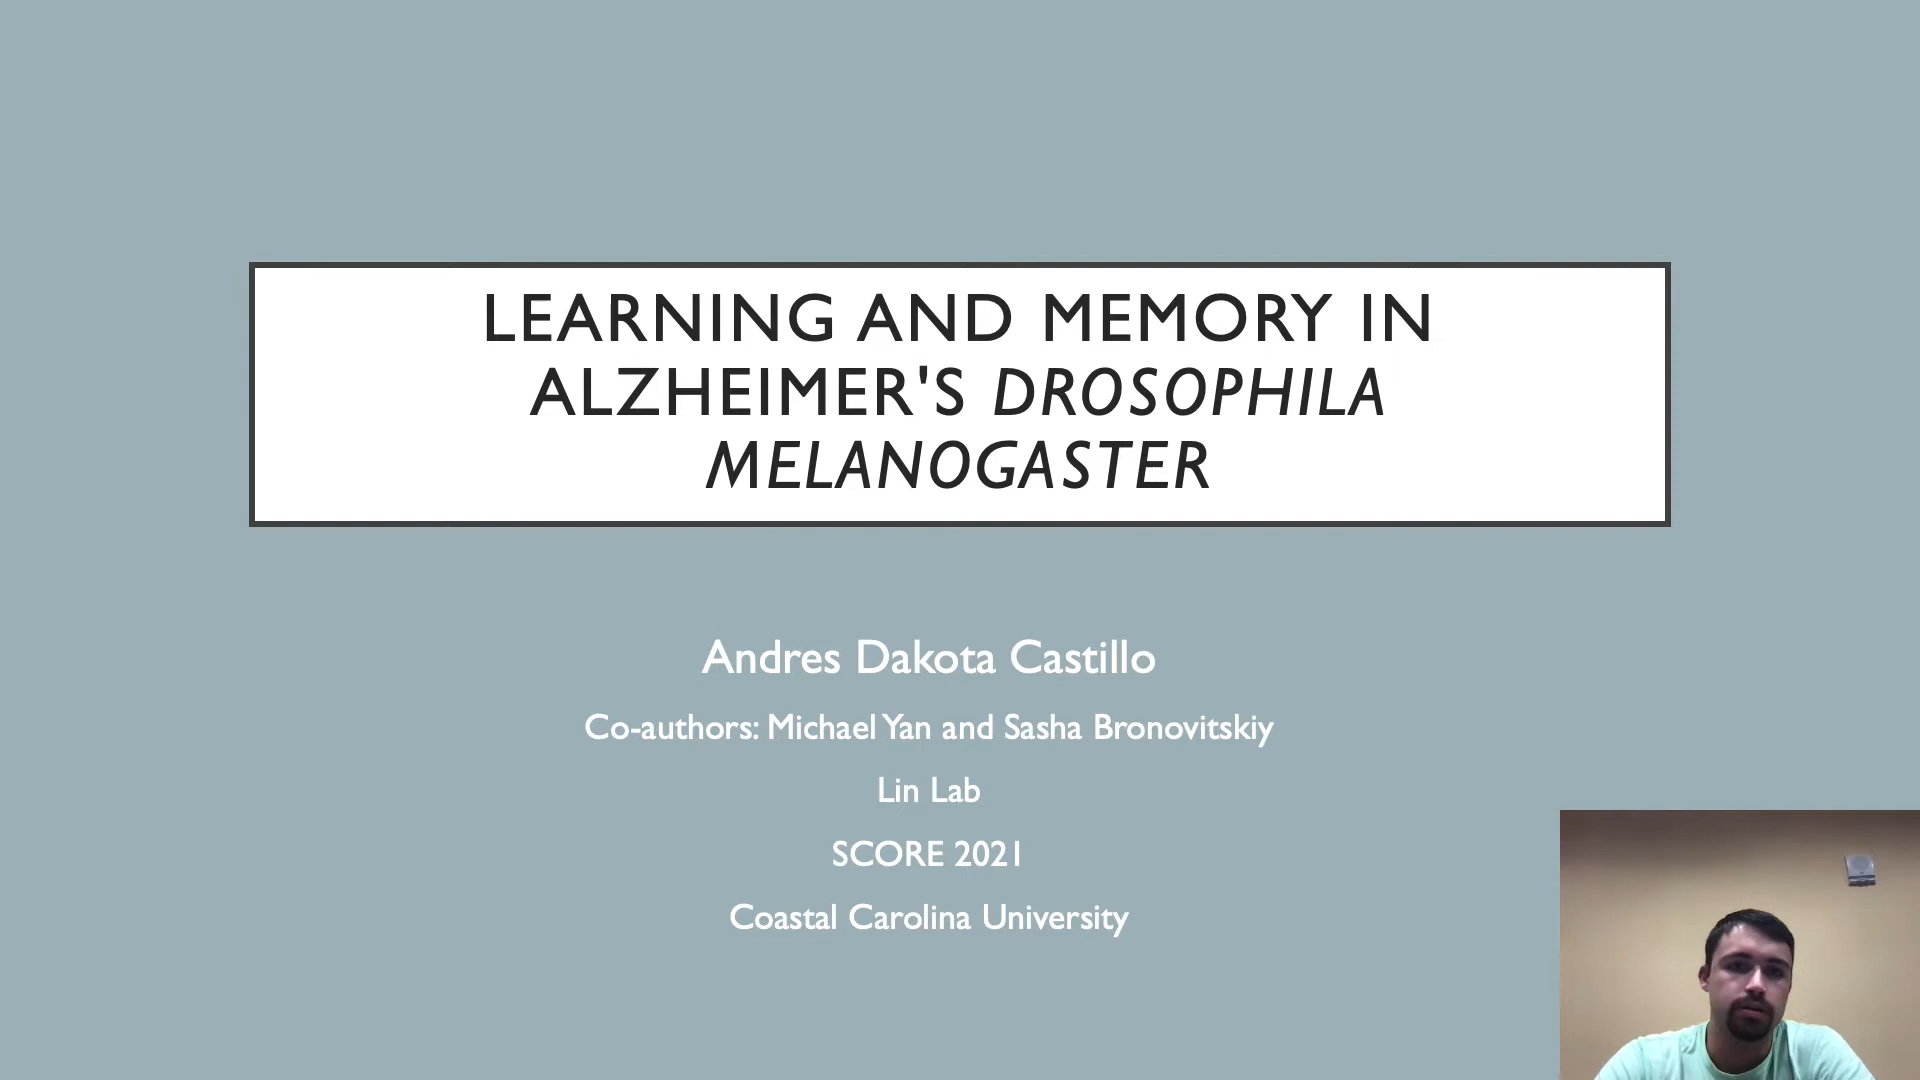 LEARNING AND MEMORY IN
ALZHEIMER'S DROSOPHILA
MELANOGASTER
Andres Dakota Castillo
Co-authors: Michael Yan and Sasha Bronovitskiy
Lin Lab
SCORE 2021
Coastal Carolina University